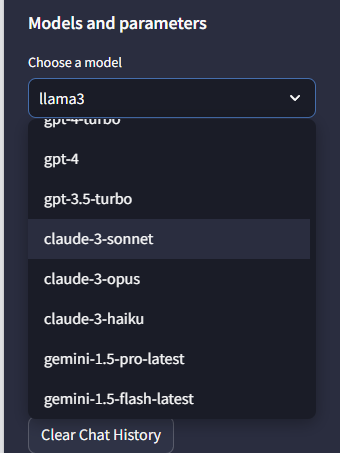 Models and parameters
Choose a model
llama3
gpt-4-turbo
gpt-4
gpt-3.5-turbo
claude-3-sonnet
claude-3-opus
claude-3-haiku
gemini-1.5-pro-latest
gemini-1.5-flash-latest
Clear Chat History